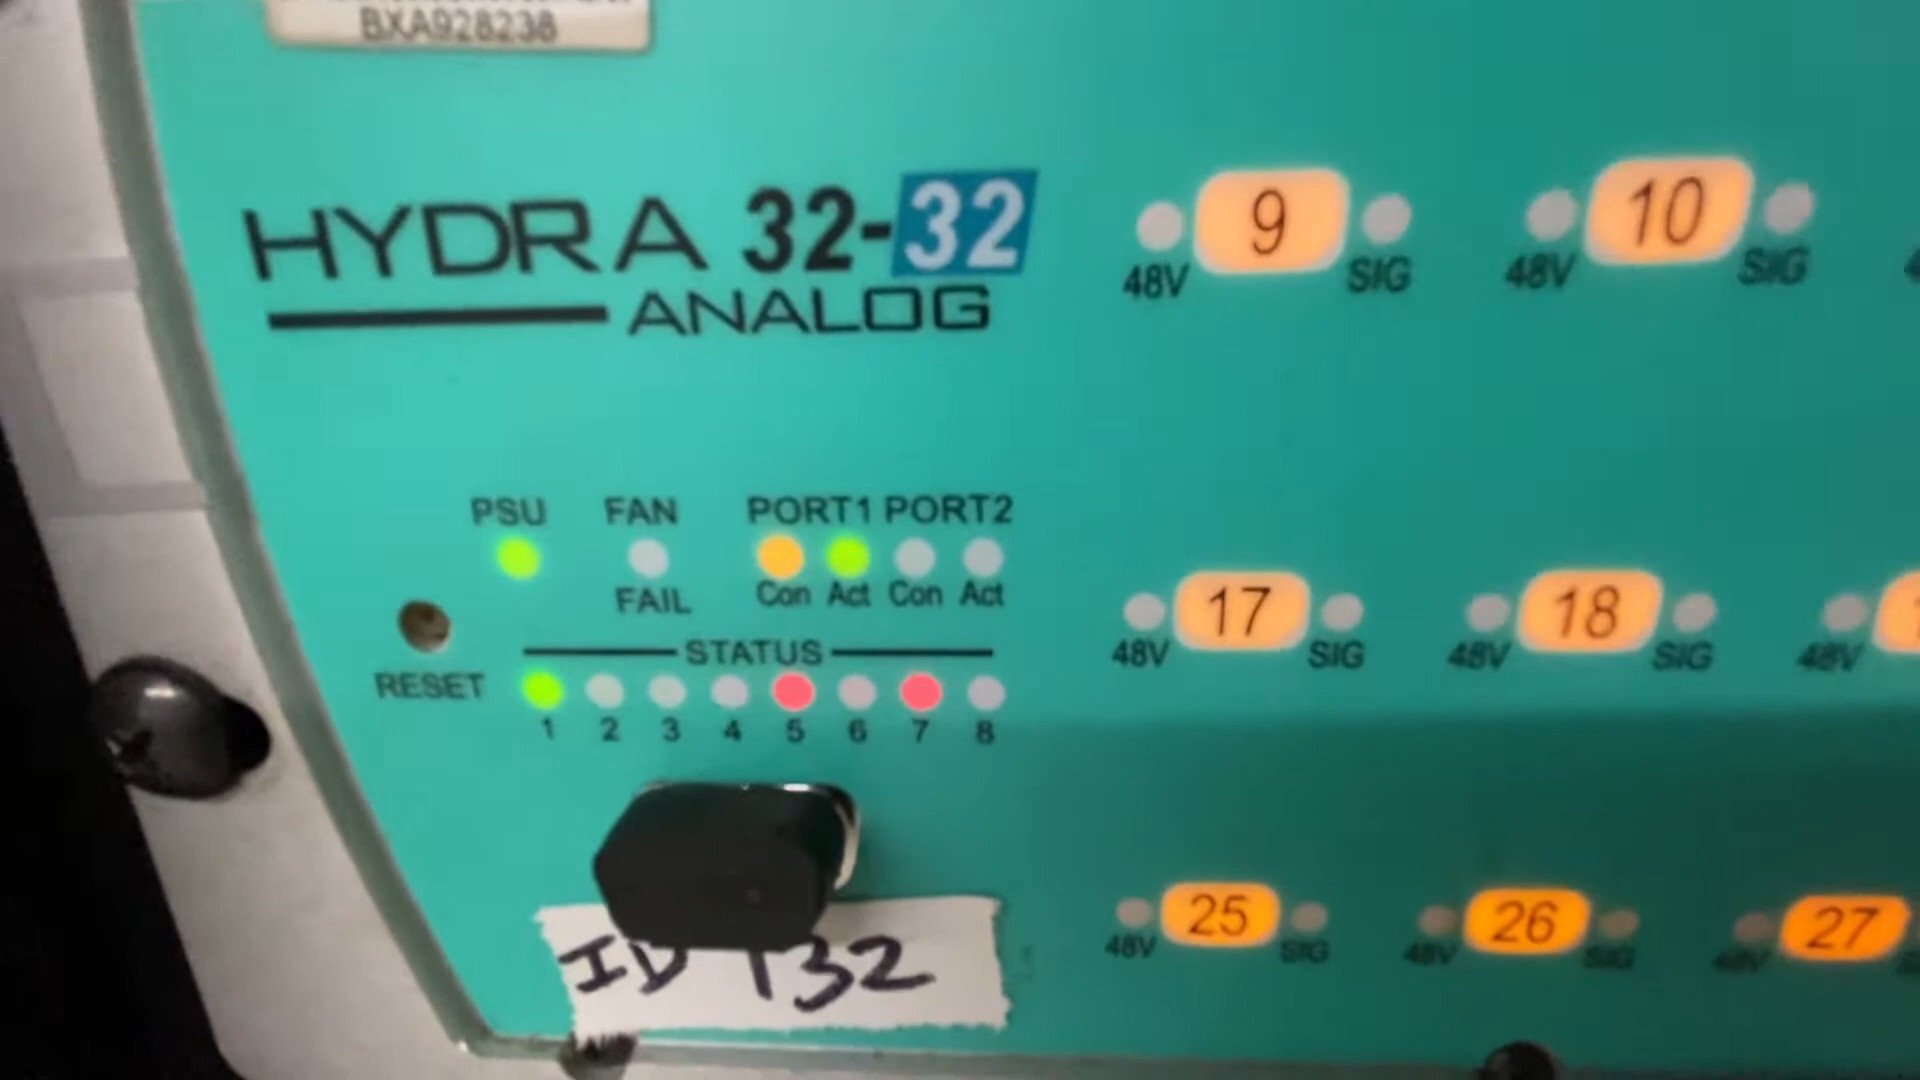 BXA928238
HYDRA 32-32
ANALOG
PSU FAN PORT1 PORT2
FAIL Con Act Con Act
STATUS
RESET
1 2 3 4 5 6 7 8
ID 132
48V 9 SIG
48V 10 SIG
48V 17 SIG
48V 18 SIG
48V
48V 25 SIG
48V 26 SIG
48V 27